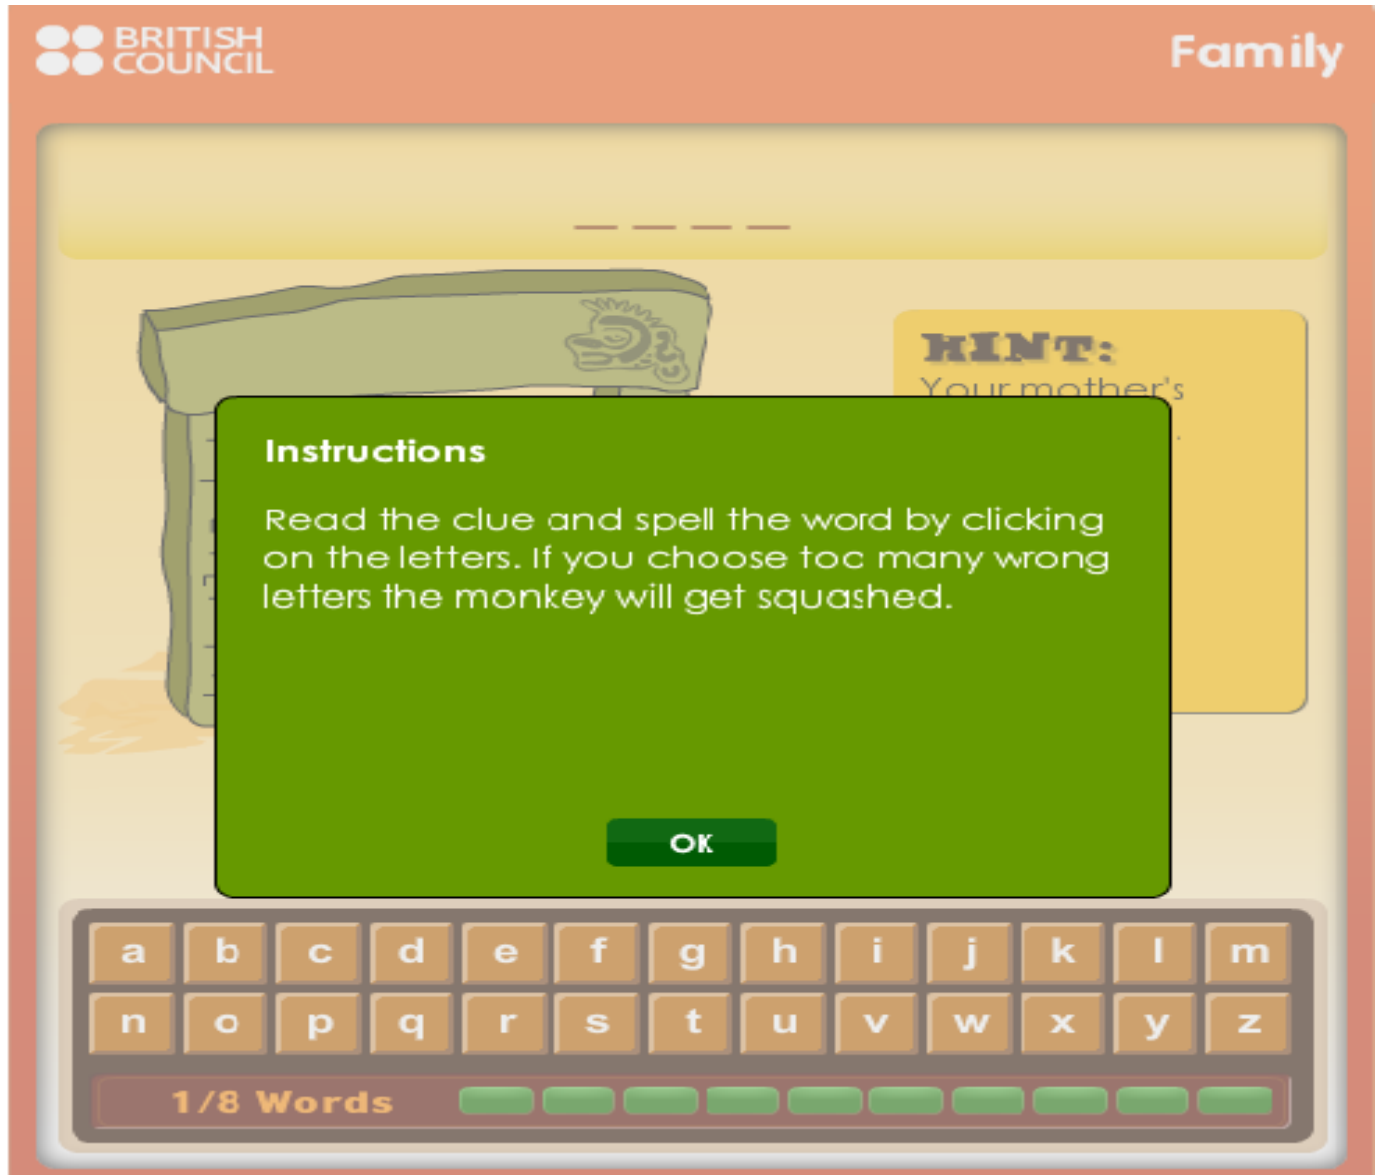 BRITISH
COUNCIL
Family
HINT:
Your mother's
Instructions
Read the clue and spell the word by clicking
on the letters. If you choose too many wrong
letters the monkey will get squashed.
OK
a b c d e f g h i j k l m
n o p q r s t u v w x y z
1/8 Words